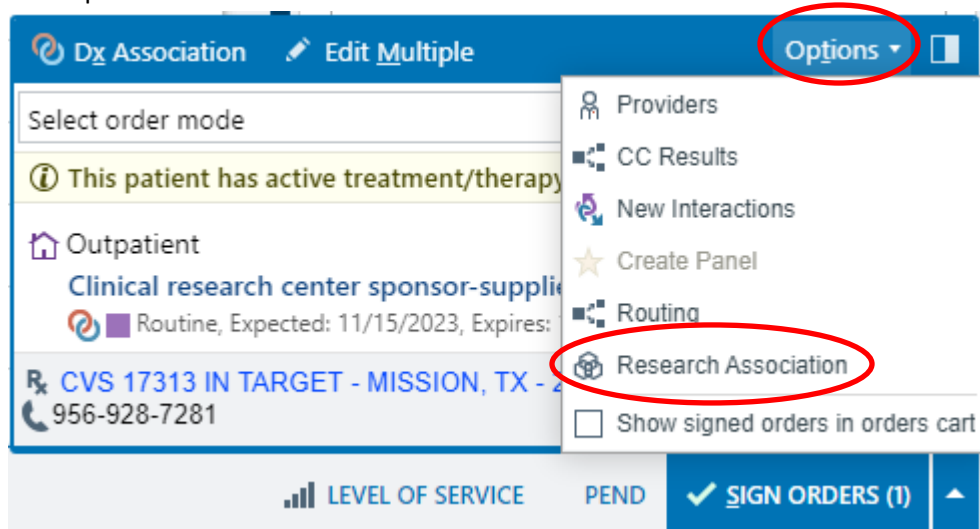 Dx Association Edit Multiple Options
Select order mode
This patient has active treatment/therapy
Outpatient
Clinical research center sponsor-supplie
Routine, Expected: 11/15/2023, Expires:
CVS 17313 IN TARGET - MISSION, TX -
956-928-7281
Providers
CC Results
New Interactions
Create Panel
Routing
Research Association
Show signed orders in orders cart
LEVEL OF SERVICE PEND SIGN ORDERS (1)